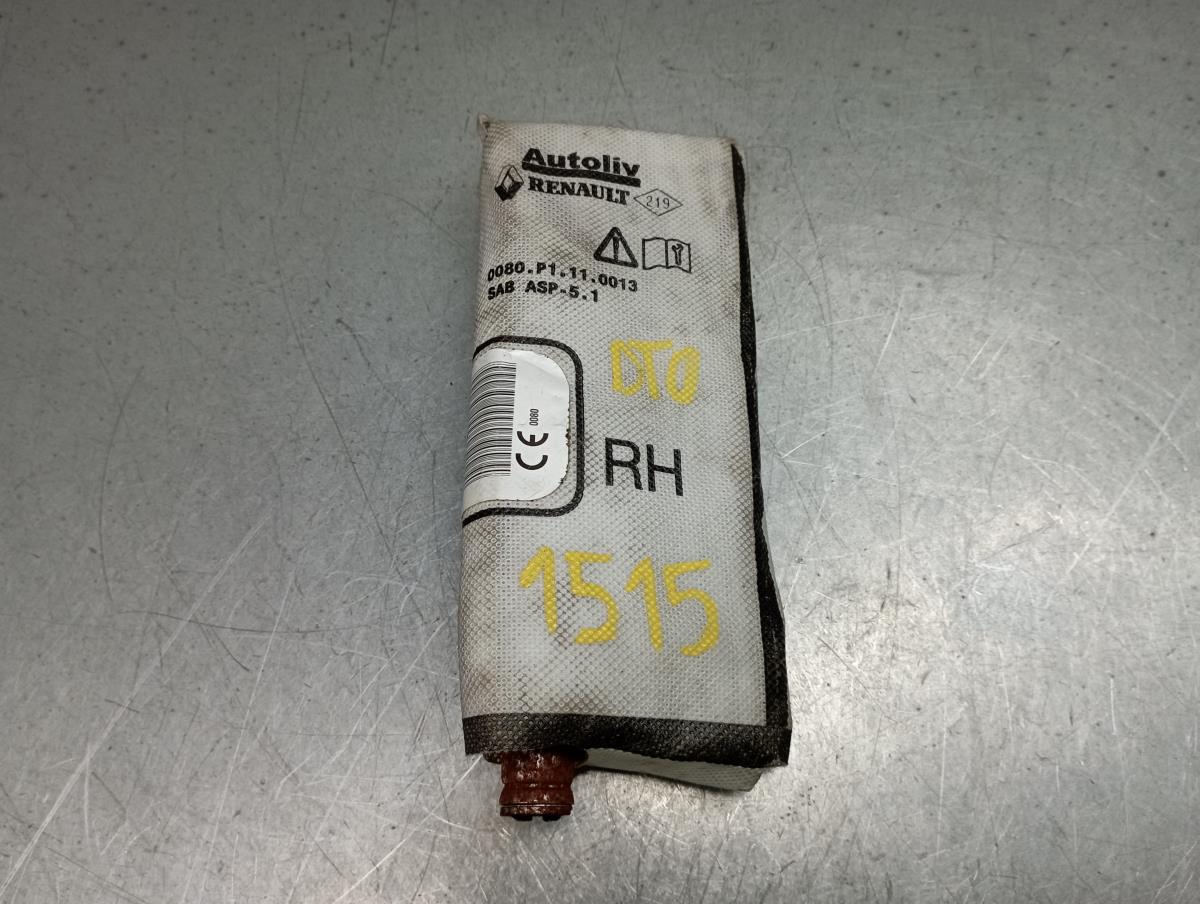 Autoliv
RENAULT 219
0080.P1.11.0013
SAB ASP-5.1
CE 0080
DTO
RH
1515